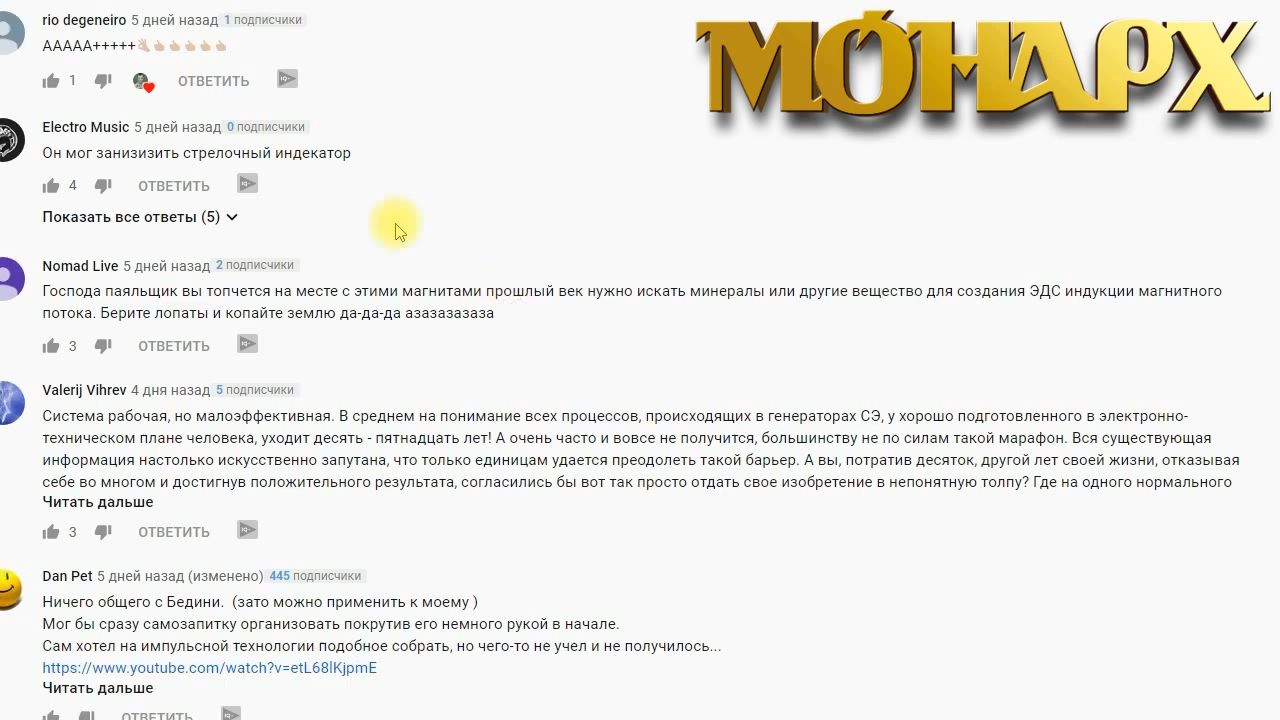 rio degeneiro 5 дней назад 1 подписчики
МОНАРХ
ААААА+++++👌🏻👍🏻👍🏻👍🏻👍🏻👍🏻
1 ОТВЕТИТЬ
Electro Music 5 дней назад 0 подписчики
Он мог занизизить стрелочный индекатор
4 ОТВЕТИТЬ
Показать все ответы (5)
Nomad Live 5 дней назад 2 подписчики
Господа паяльщик вы топчется на месте с этими магнитами прошлый век нужно искать минералы или другие вещество для создания ЭДС индукции магнитного
потока. Берите лопаты и копайте землю да-да-да азазазазаза
3 ОТВЕТИТЬ
Valerij Vihrev 4 дня назад 5 подписчики
Система рабочая, но малоэффективная. В среднем на понимание всех процессов, происходящих в генераторах СЭ, у хорошо подготовленного в электронно-
техническом плане человека, уходит десять - пятнадцать лет! А очень часто и вовсе не получится, большинству не по силам такой марафон. Вся существующая
информация настолько искусственно запутана, что только единицам удается преодолеть такой барьер. А вы, потратив десяток, другой лет своей жизни, отказывая
себе во многом и достигнув положительного результата, согласились бы вот так просто отдать свое изобретение в непонятную толпу? Где на одного нормального
Читать дальше
3 ОТВЕТИТЬ
Dan Pet 5 дней назад (изменено) 445 подписчики
Ничего общего с Бедини. (зато можно применить к моему )
Мог бы сразу самозапитку организовать покрутив его немного рукой в начале.
Сам хотел на импульсной технологии подобное собрать, но чего-то не учел и не получилось...
https://www.youtube.com/watch?v=etL68lKjpmE
Читать дальше
ОТВЕТИТЬ